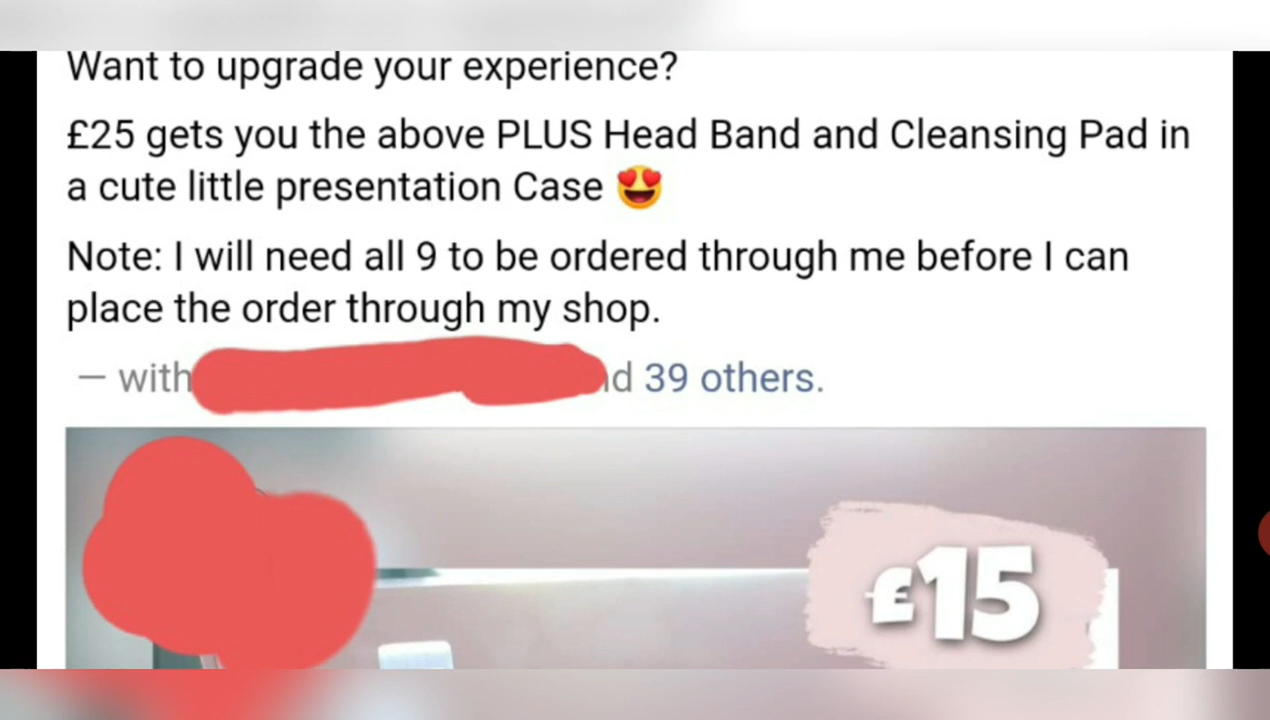 Want to upgrade your experience?
£25 gets you the above PLUS Head Band and Cleansing Pad in
a cute little presentation Case 😍
Note: I will need all 9 to be ordered through me before I can
place the order through my shop.
— with d 39 others.
£15